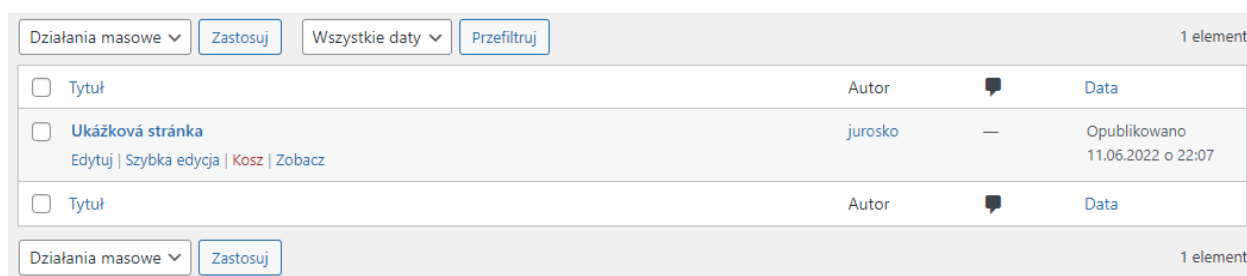 Działania masowe Zastosuj Wszystkie daty Przefiltruj 1 element
Tytuł Autor Data
Ukážková stránka jurosko — Opublikowano
Edytuj | Szybka edycja | Kosz | Zobacz 11.06.2022 o 22:07
Tytuł Autor Data
Działania masowe Zastosuj 1 element